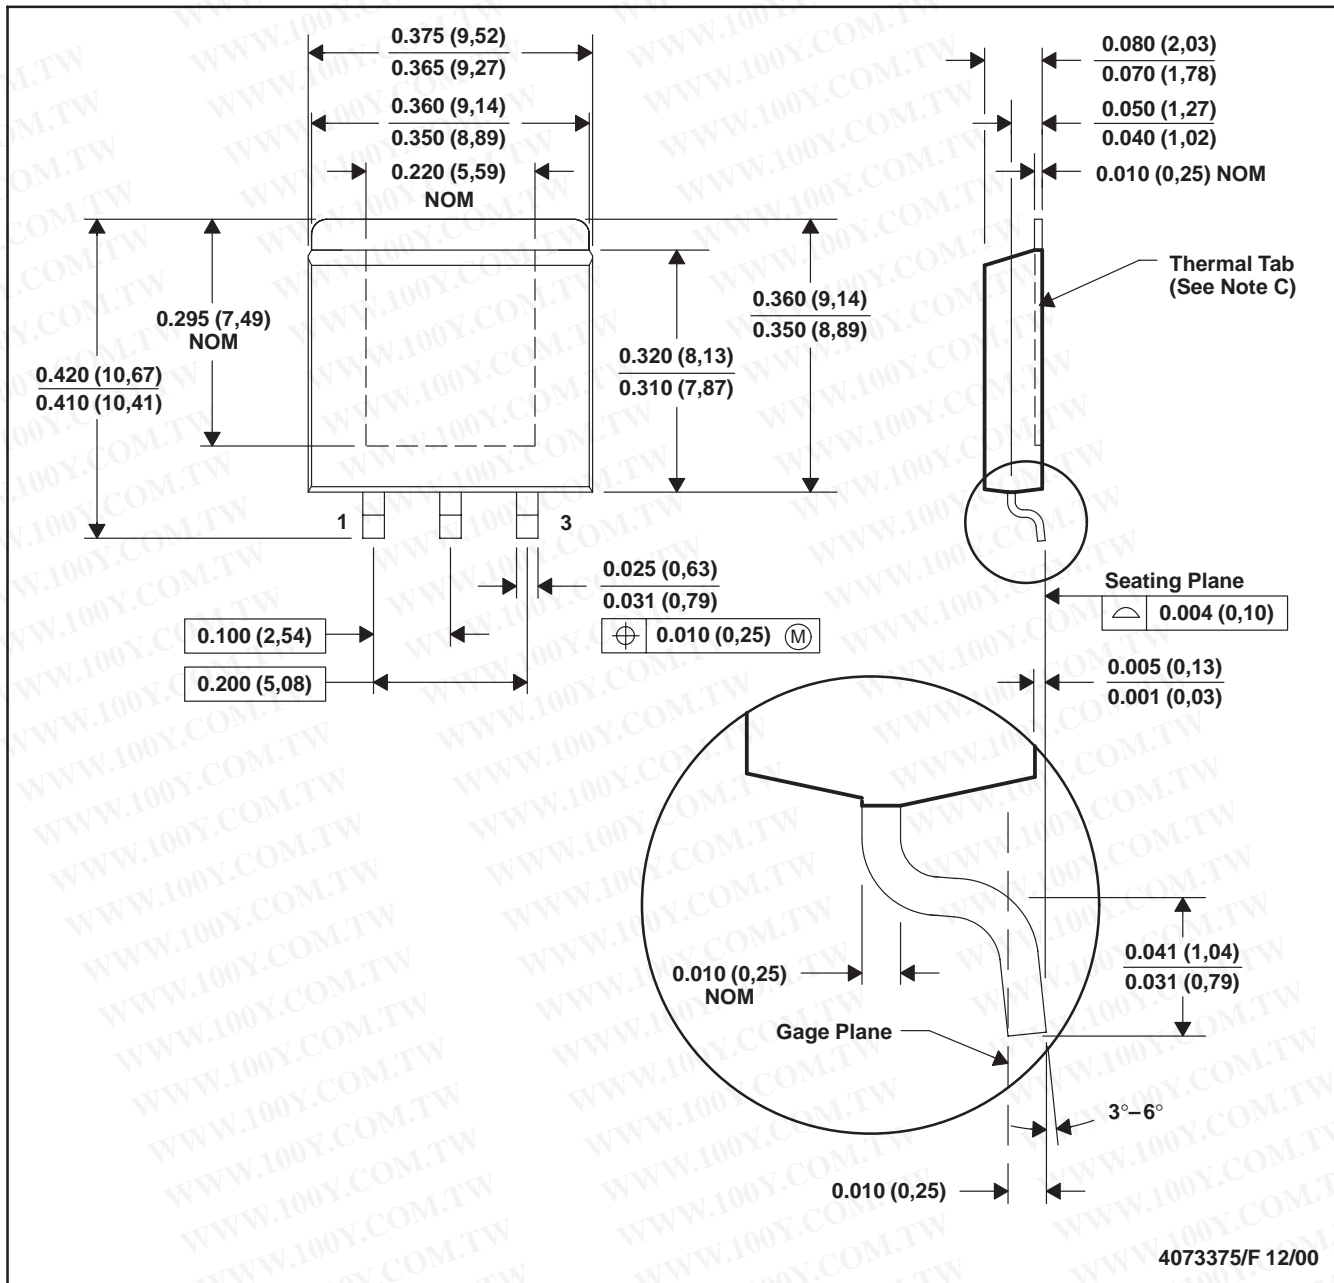 0.375 (9,52)
0.365 (9,27)
0.360 (9,14)
0.350 (8,89)
0.220 (5,59)
NOM
0.080 (2,03)
0.070 (1,78)
0.050 (1,27)
0.040 (1,02)
0.010 (0,25) NOM
Thermal Tab
(See Note C)
0.295 (7,49)
NOM
0.420 (10,67)
0.410 (10,41)
0.320 (8,13)
0.310 (7,87)
0.360 (9,14)
0.350 (8,89)
1
3
0.025 (0,63)
0.031 (0,79)
0.010 (0,25) Ⓜ
0.100 (2,54)
0.200 (5,08)
Seating Plane
0.004 (0,10)
0.005 (0,13)
0.001 (0,03)
0.010 (0,25)
NOM
Gage Plane
0.041 (1,04)
0.031 (0,79)
3°–6°
0.010 (0,25)
4073375/F 12/00
WWW.100Y.COM.TW